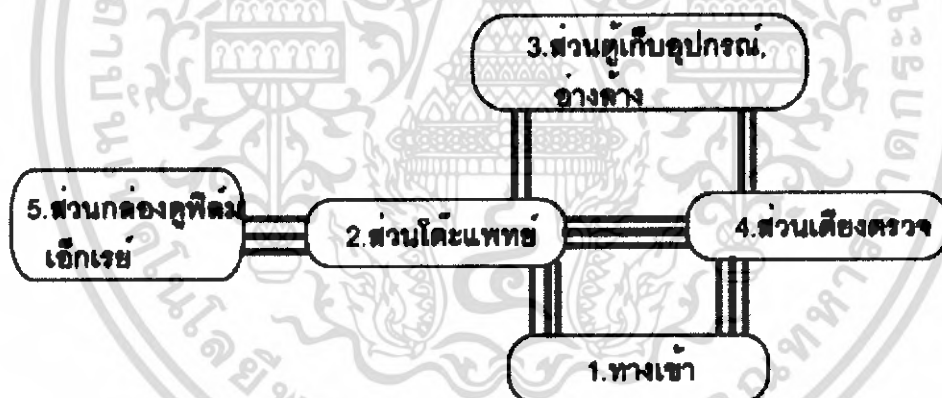 3.ส่วนตู้เก็บอุปกรณ์,
อ่างล้าง
5.ส่วนกล่องดูฟิล์ม
เอ็กเรย์
2.ส่วนโต๊ะแพทย์
4.ส่วนเตียงตรวจ
1.ทางเข้า